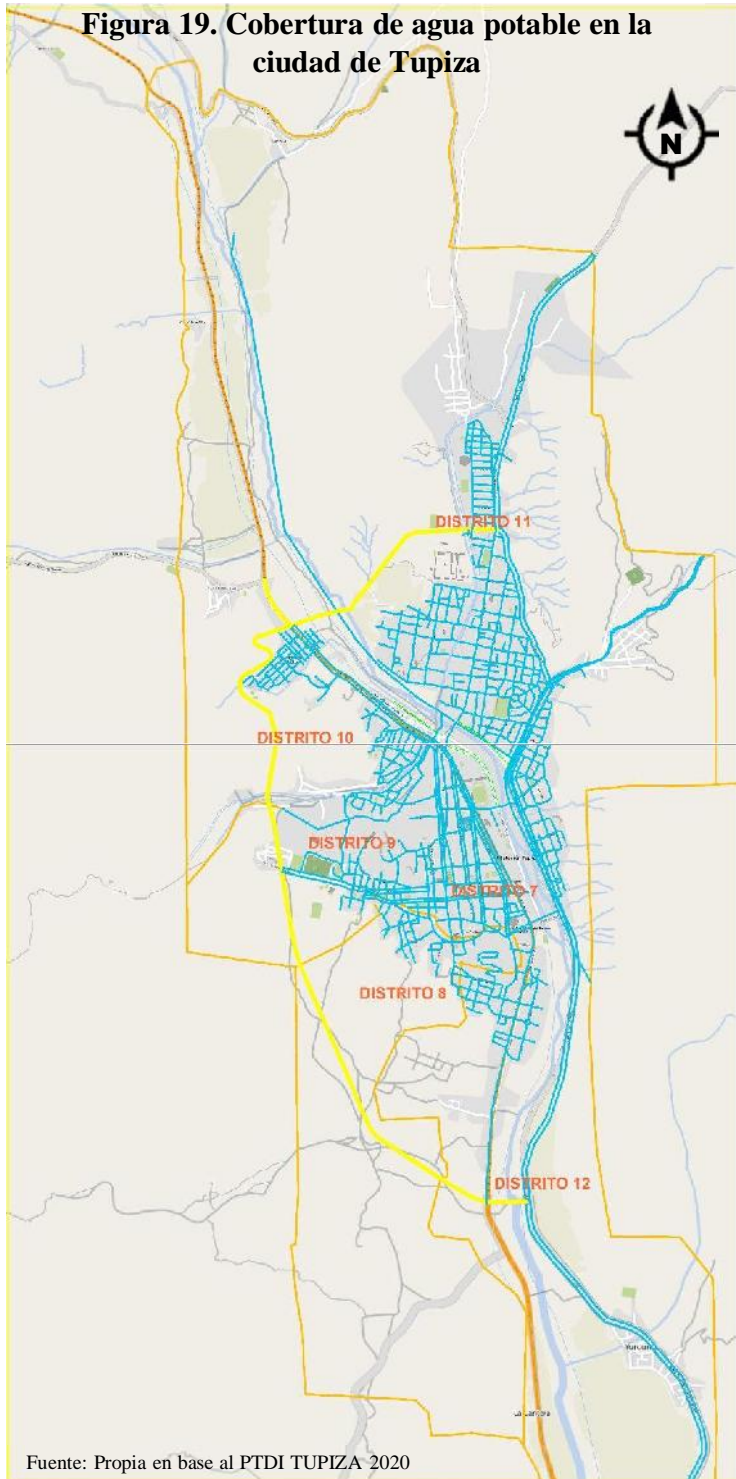 Figura 19. Cobertura de agua potable en la
ciudad de Tupiza
N
DISTRITO 11
DISTRITO 10
DISTRITO 9
DISTRITO 7
DISTRITO 8
DISTRITO 12
Fuente: Propia en base al PTDI TUPIZA 2020